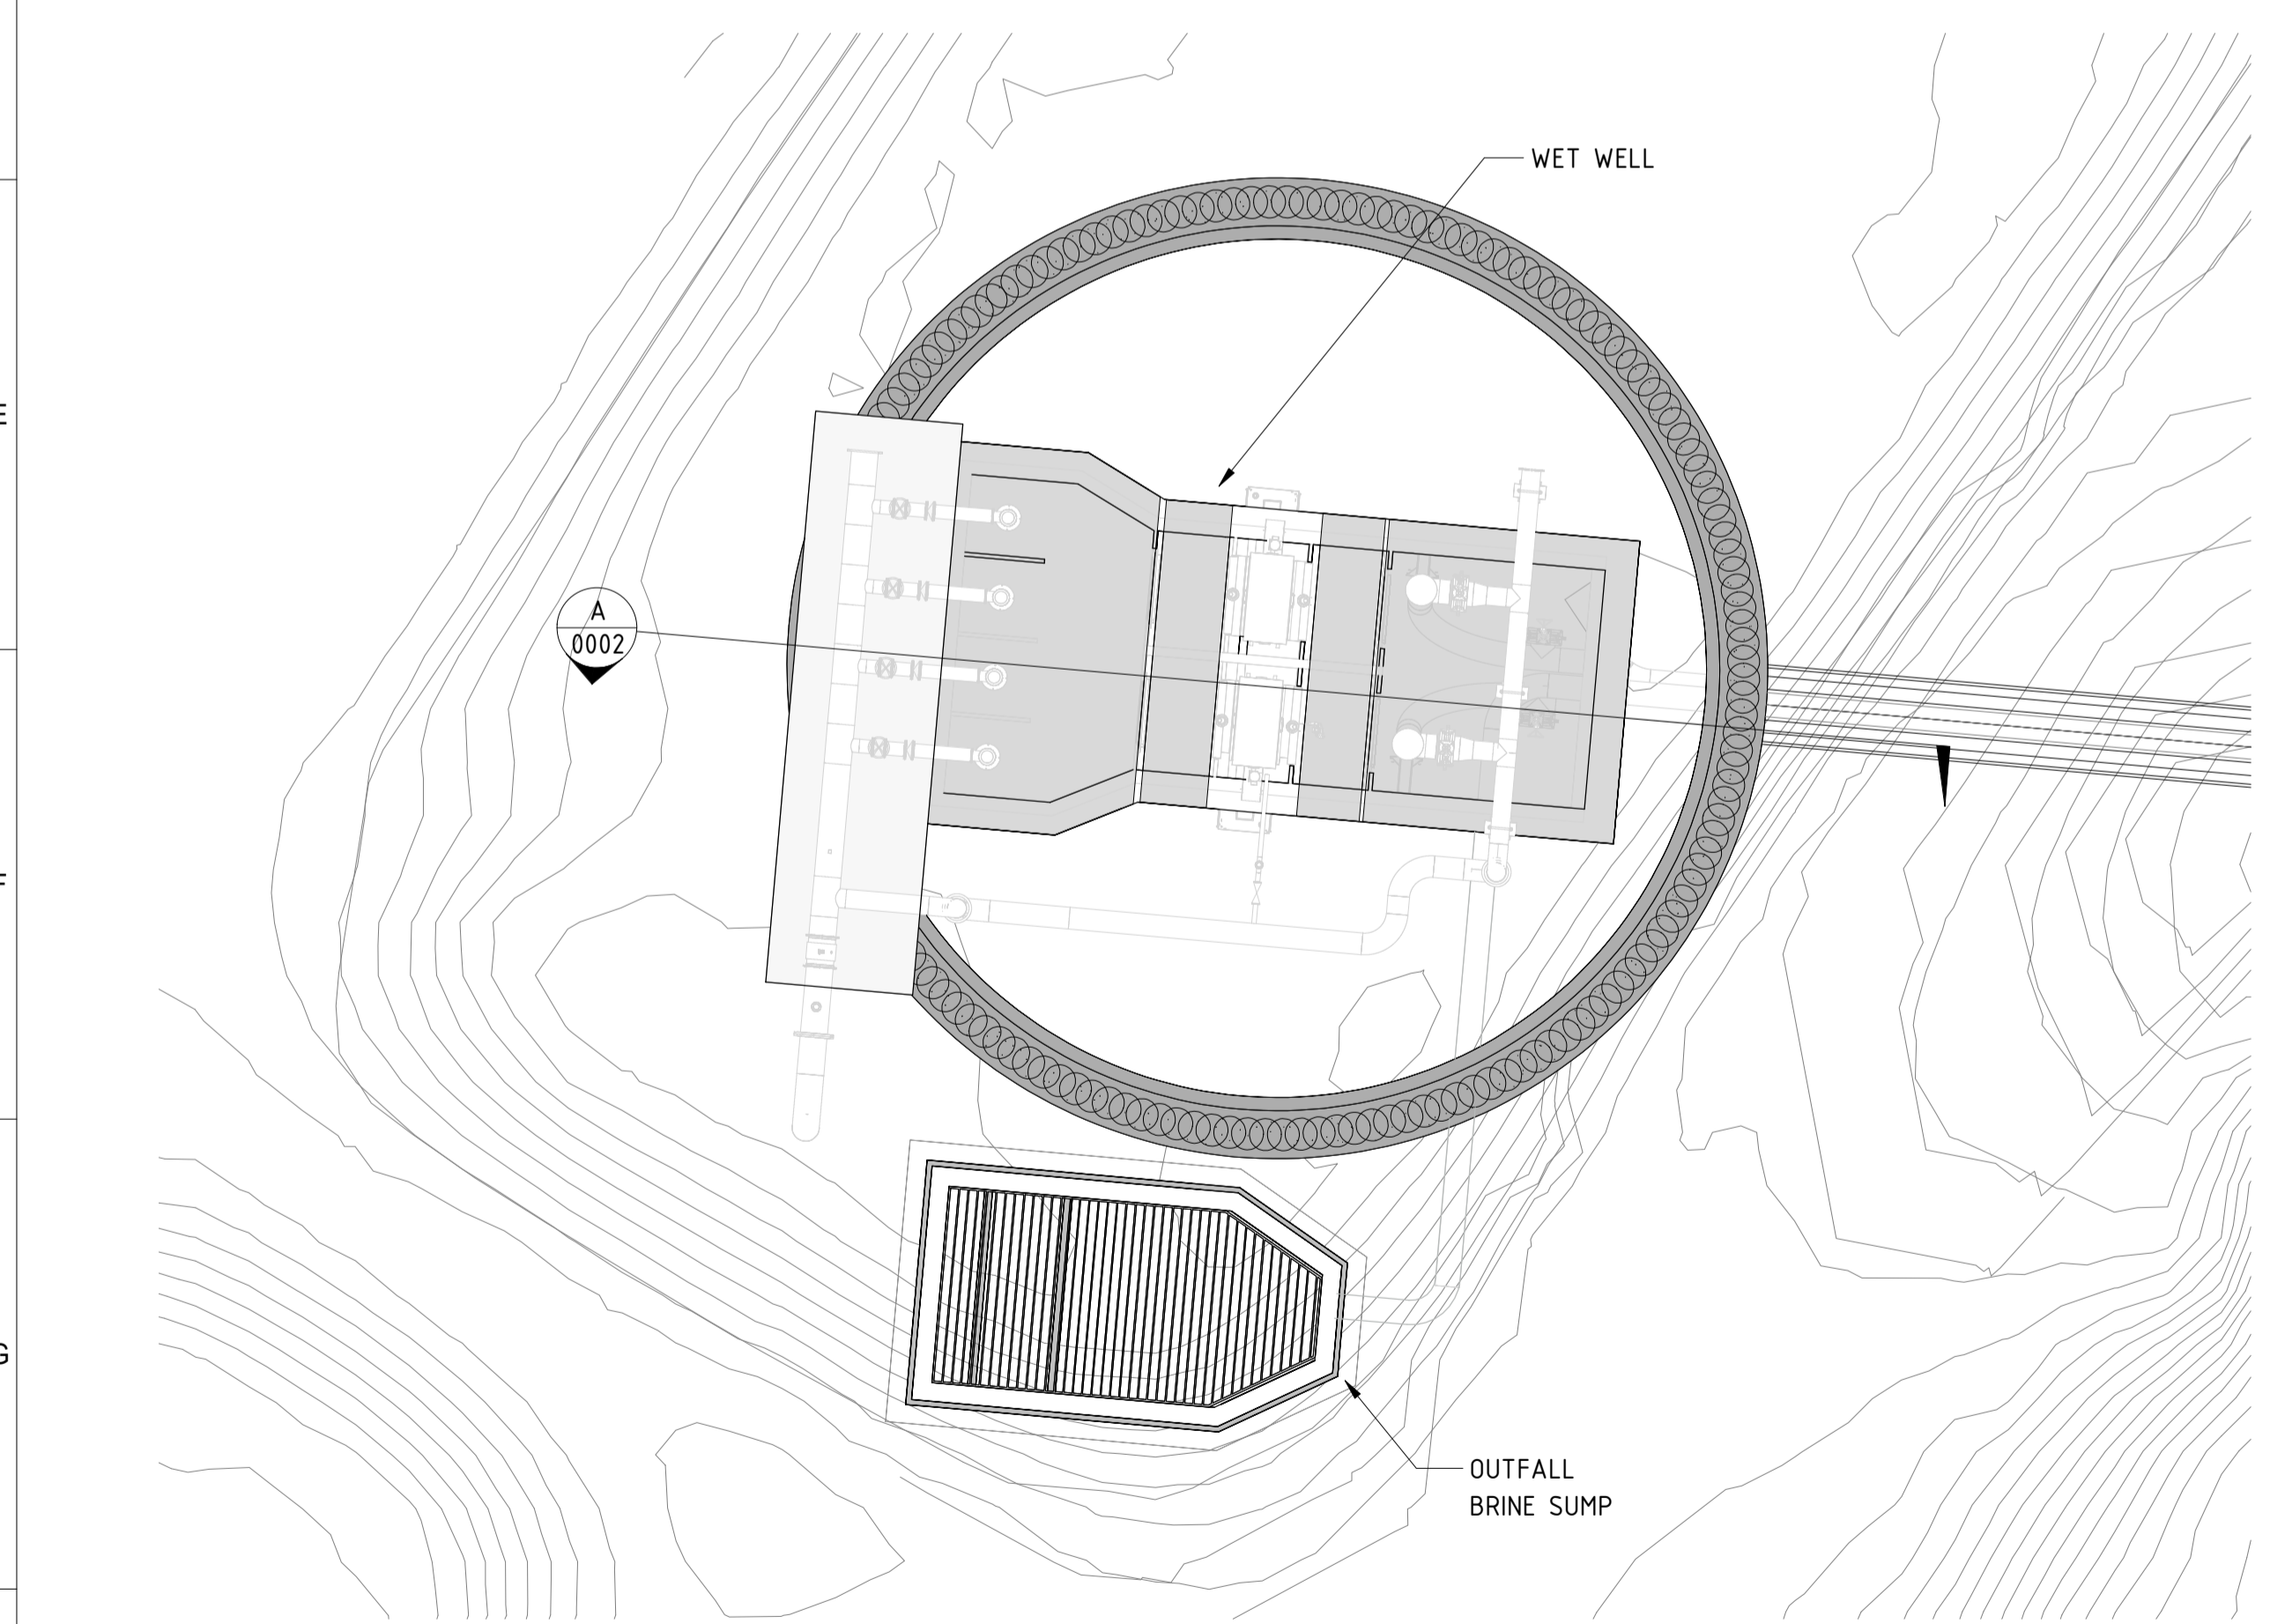 WET WELL
E
A
0002
F
G
OUTFALL
BRINE SUMP